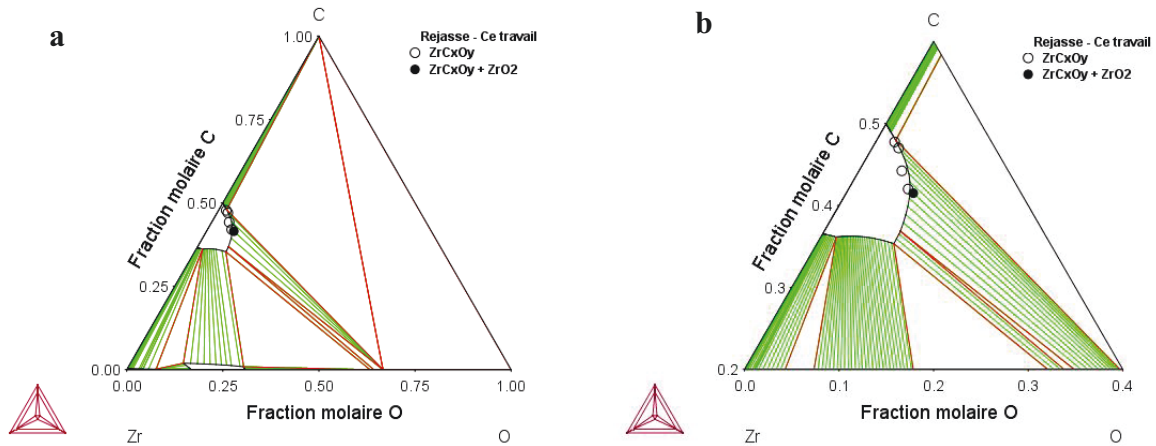 a
C
1.00
Rejasse - Ce travail
ZrCxOy
ZrCxOy + ZrO2
0.75
Fraction molaire C
0.50
0.25
0.00
0.00 0.25 0.50 0.75 1.00
Fraction molaire O
Zr O
b
C
Rejasse - Ce travail
ZrCxOy
ZrCxOy + ZrO2
0.5
Fraction molaire C
0.4
0.3
0.2
0.0 0.1 0.2 0.3 0.4
Fraction molaire O
Zr O